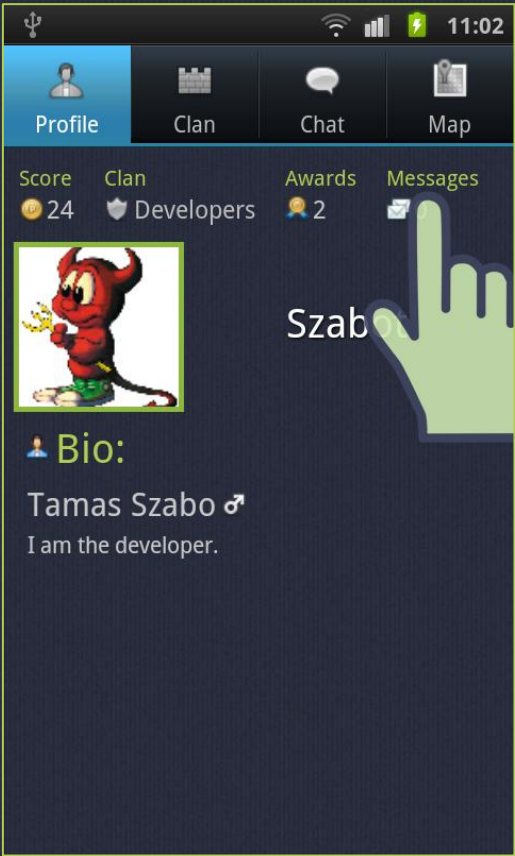 11:02
Profile Clan Chat Map
Score Clan Awards Messages
24 Developers 2
Bio:
Tamas Szabo
I am the developer.